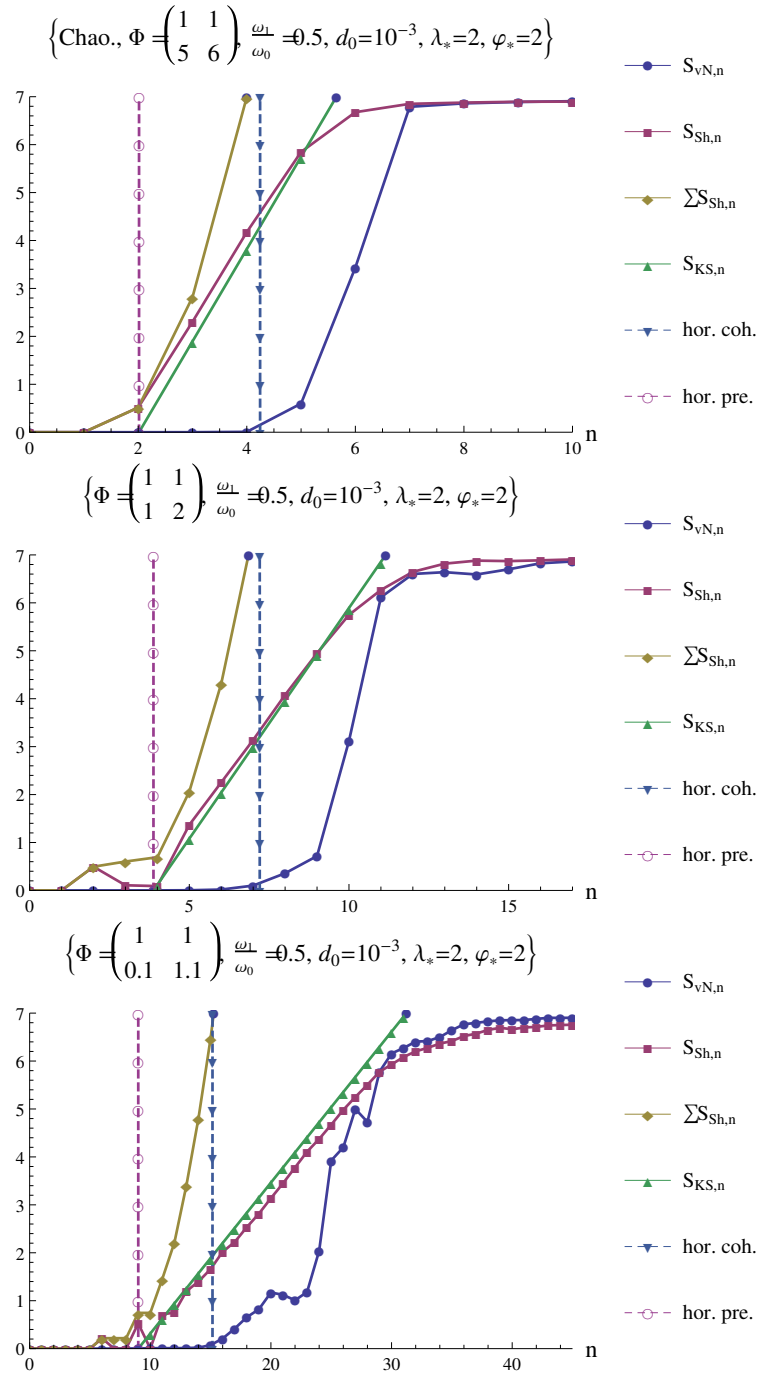 {Chao., Φ=(1 1
5 6), ω₁/ω₀=0.5, d₀=10⁻³, λ*=2, φ*=2}
7
6
5
4
3
2
1
0
0 2 4 6 8 10
n
S_vN,n
S_Sh,n
∑S_Sh,n
S_KS,n
hor. coh.
hor. pre.
{Φ=(1 1
1 2), ω₁/ω₀=0.5, d₀=10⁻³, λ*=2, φ*=2}
7
6
5
4
3
2
1
0
0 5 10 15
n
S_vN,n
S_Sh,n
∑S_Sh,n
S_KS,n
hor. coh.
hor. pre.
{Φ=(1 1
0.1 1.1), ω₁/ω₀=0.5, d₀=10⁻³, λ*=2, φ*=2}
7
6
5
4
3
2
1
0
0 10 20 30 40
n
S_vN,n
S_Sh,n
∑S_Sh,n
S_KS,n
hor. coh.
hor. pre.